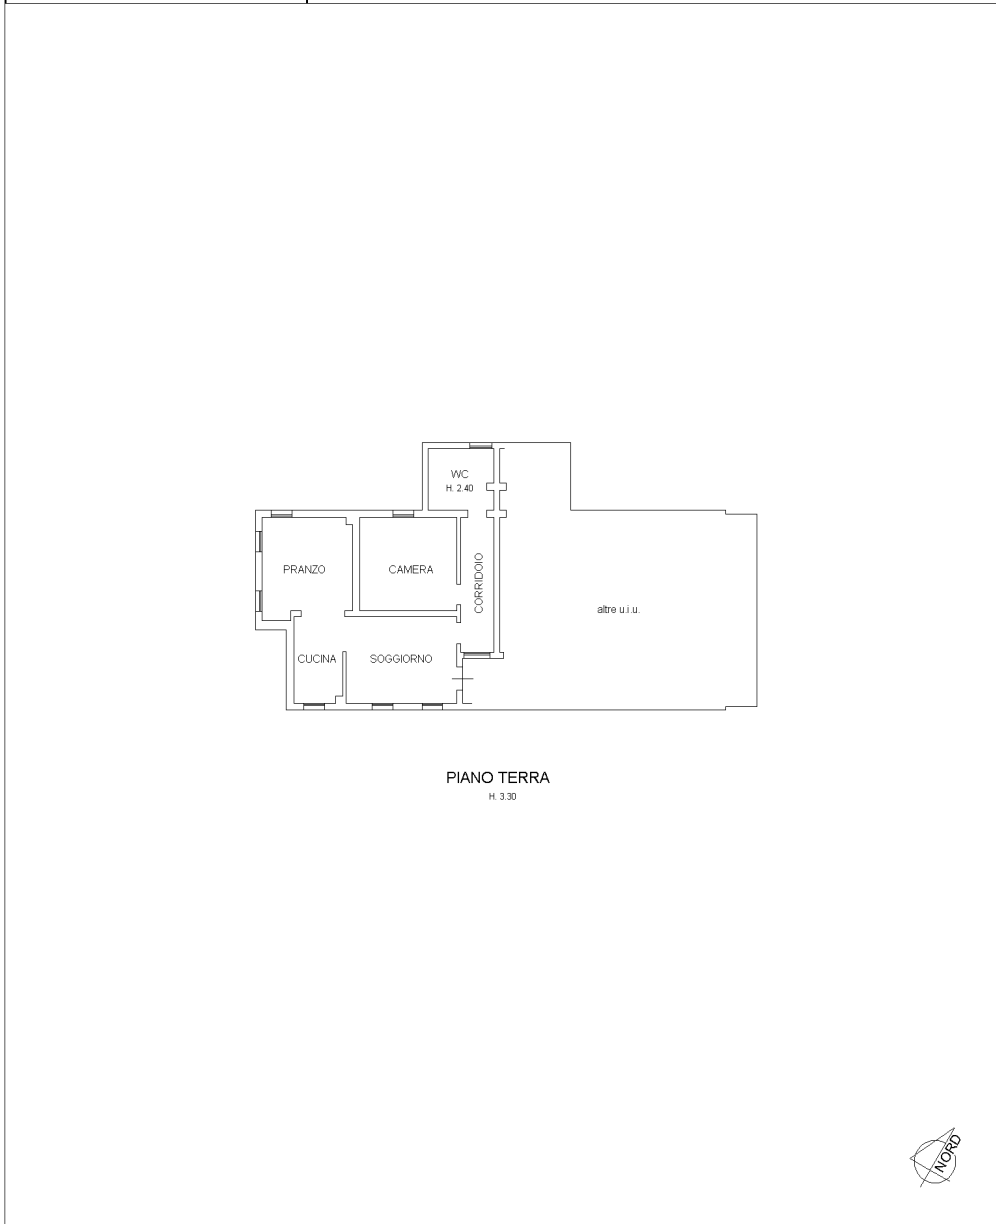 WC
H. 2.40
PRANZO
CAMERA
CORRIDOIO
altre u.i.u.
CUCINA
SOGGIORNO
PIANO TERRA
H. 3.30
NORD